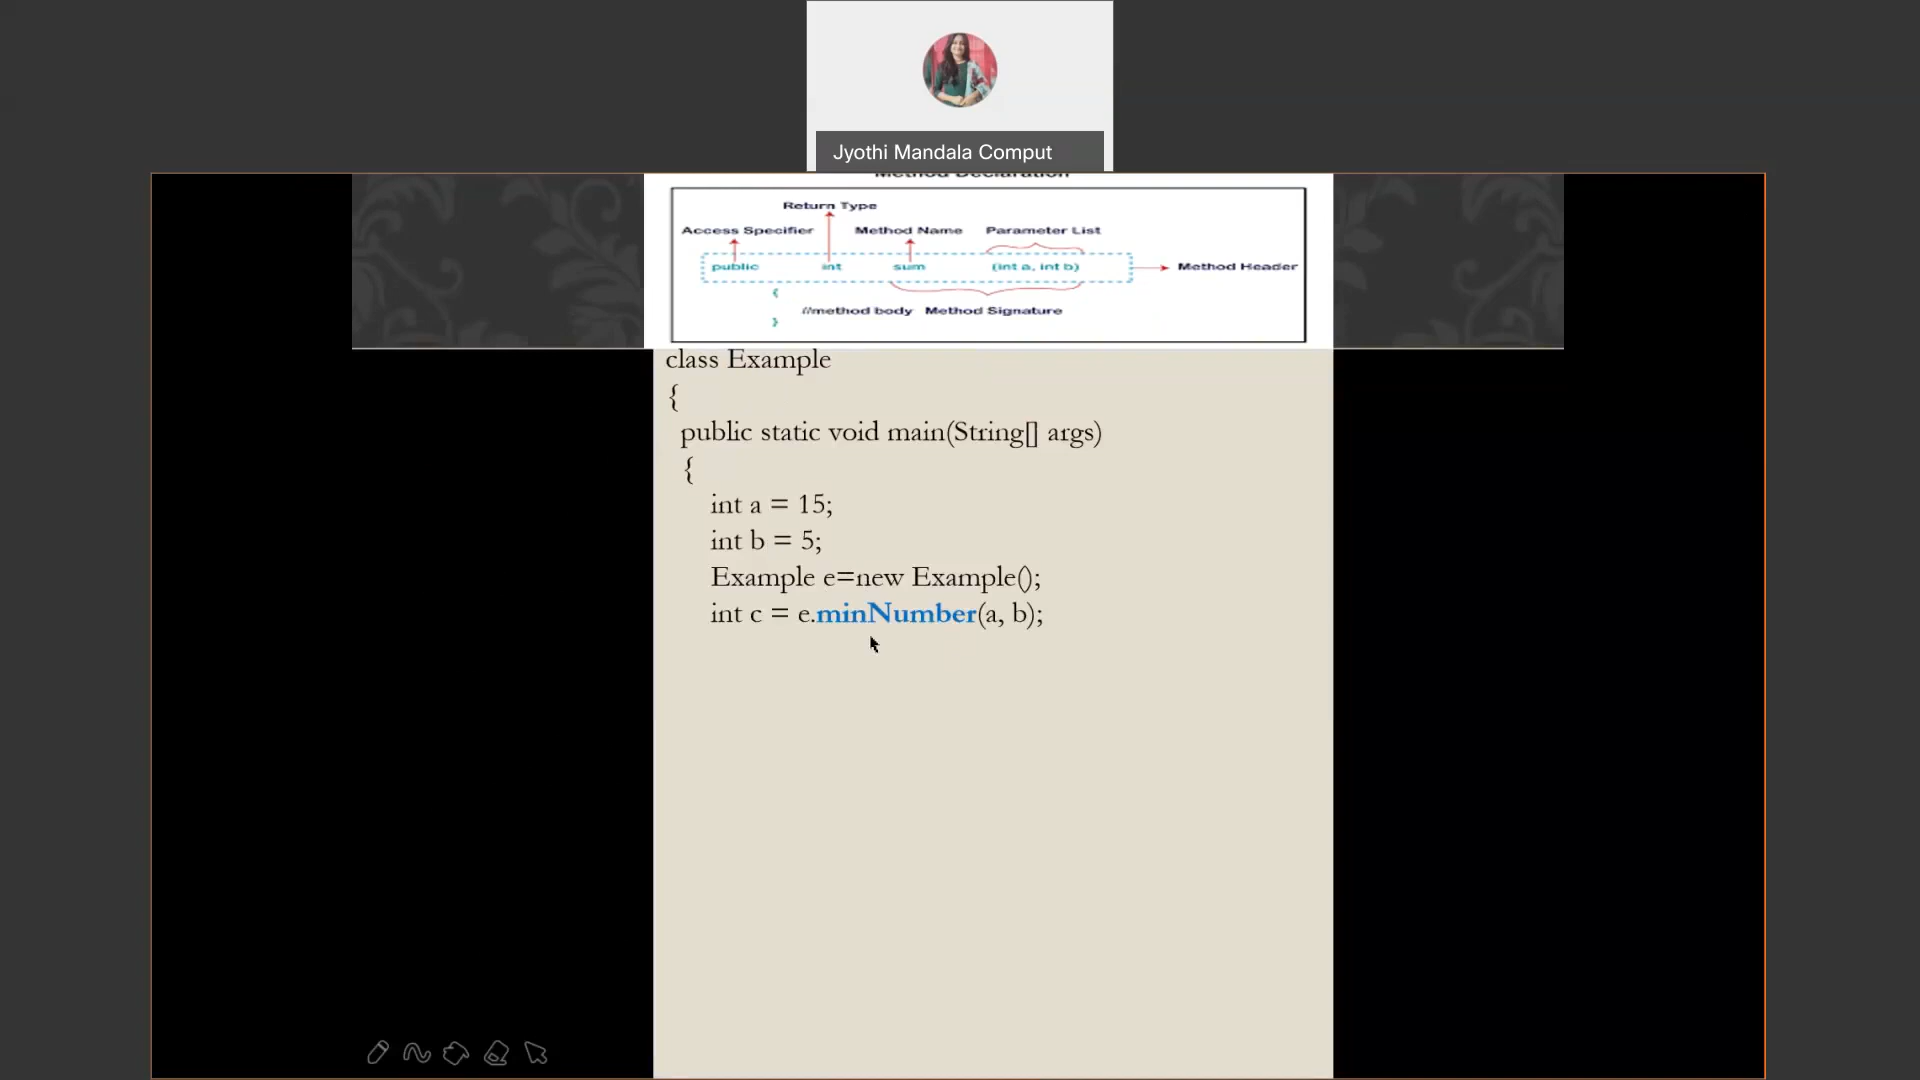 Jyothi Mandala Comput
Method Declaration
Return Type
Access Specifier Method Name Parameter List
public int sum (int a, int b) Method Header
{
//method body Method Signature
}
class Example
{
public static void main(String[] args)
{
int a = 15;
int b = 5;
Example e=new Example();
int c = e.minNumber(a, b);